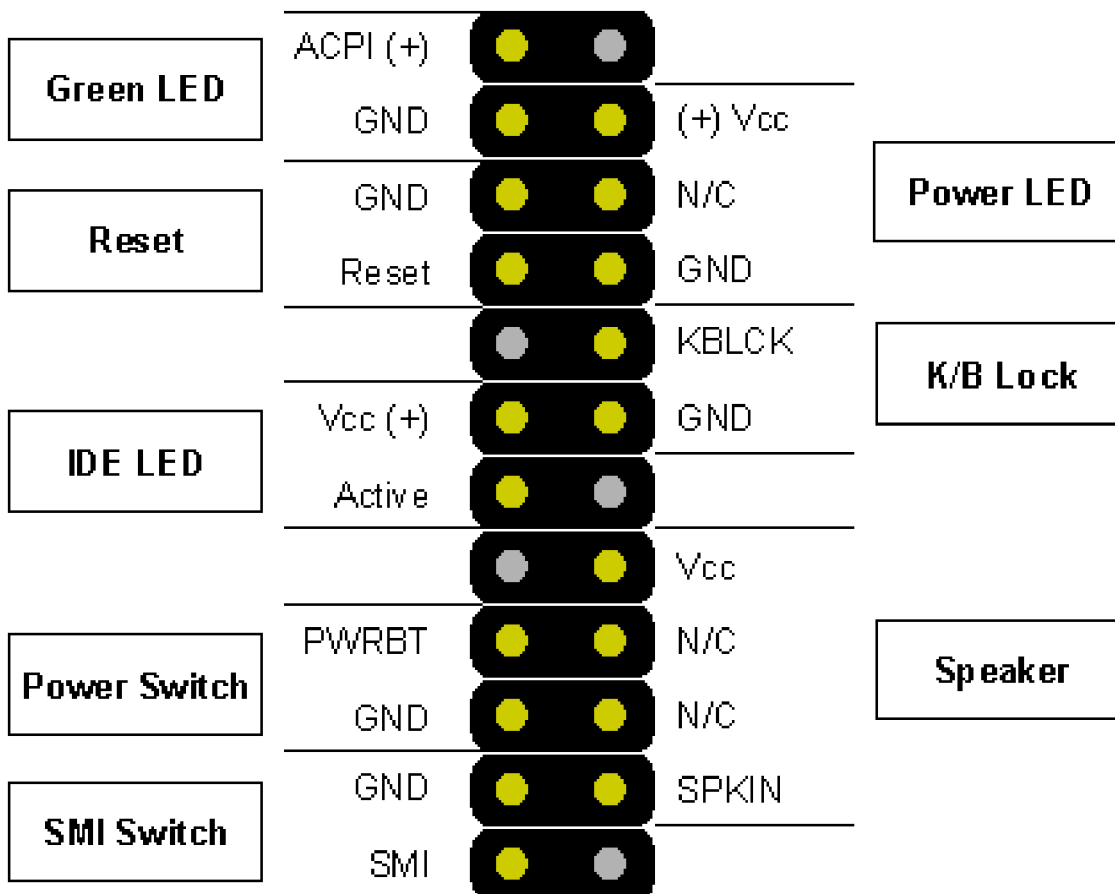 Green LED
ACPI (+)
GND
Reset
GND
Reset
IDE LED
Vcc (+)
Active
Power Switch
PWRBT
GND
SMI Switch
GND
SMI
(+) Vcc
N/C
GND
Power LED
KBLCK
GND
K/B Lock
Vcc
N/C
N/C
SPKIN
Speaker